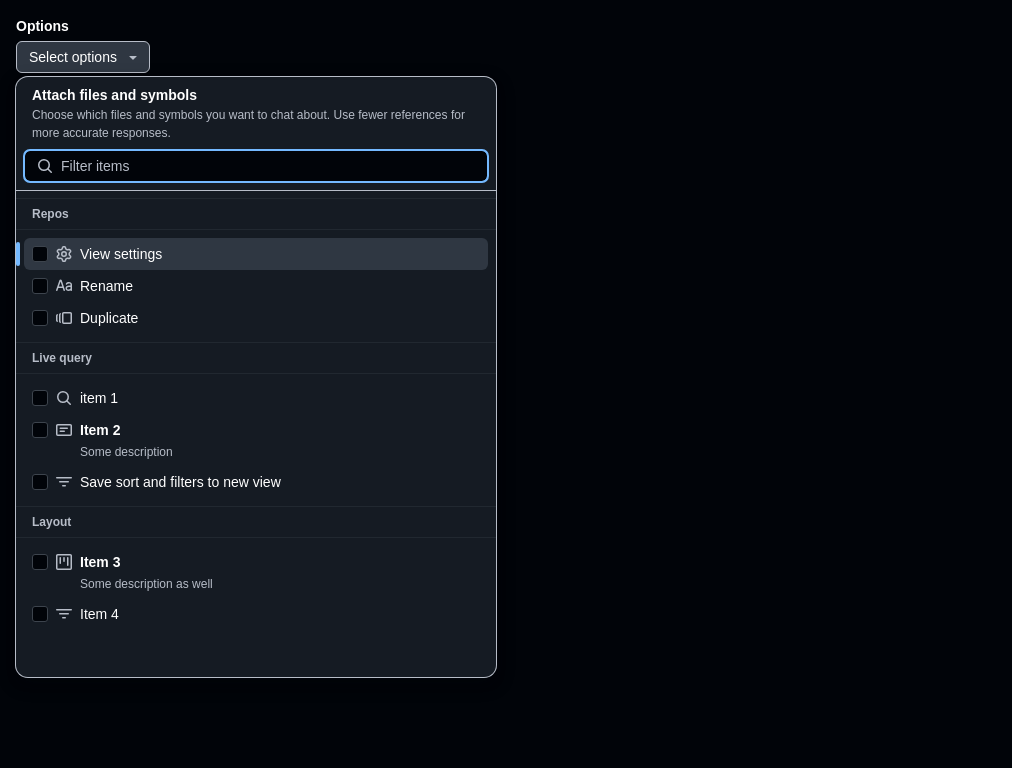 Options
Select options
Attach files and symbols
Choose which files and symbols you want to chat about. Use fewer references for
more accurate responses.
Filter items
Repos
View settings
Rename
Duplicate
Live query
item 1
Item 2
Some description
Save sort and filters to new view
Layout
Item 3
Some description as well
Item 4